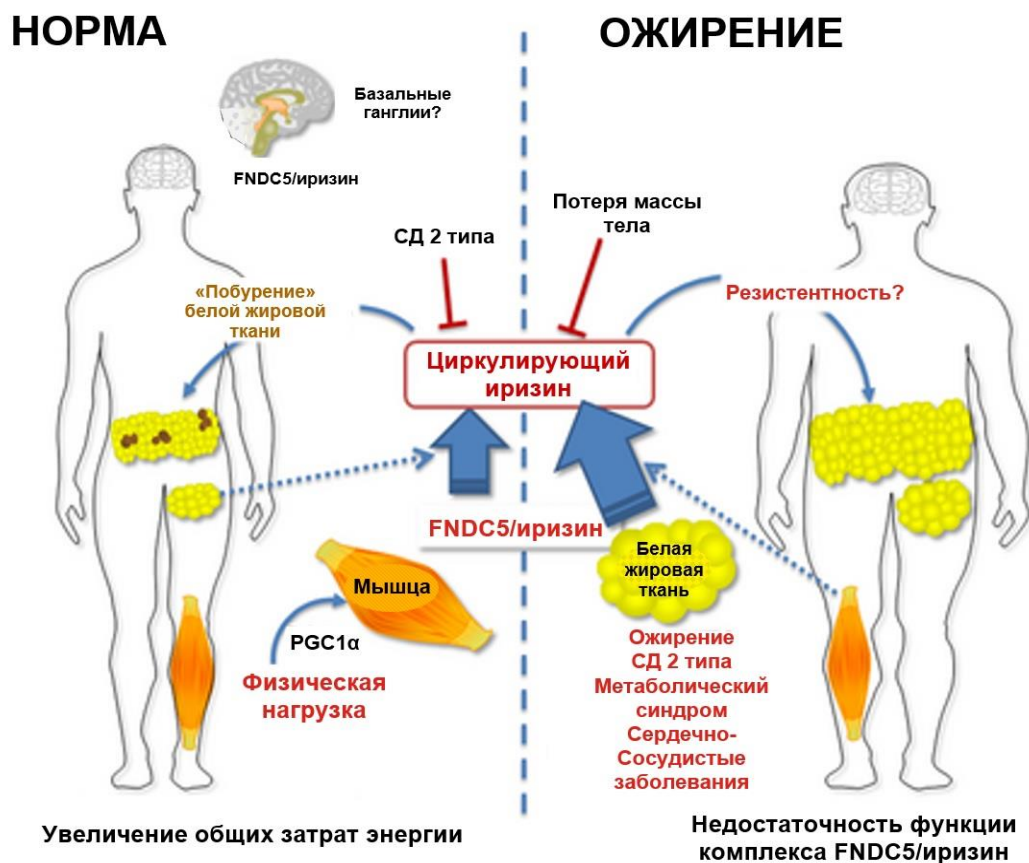 НОРМА
ОЖИРЕНИЕ
Базальные
ганглии?
FNDC5/иризин
СД 2 типа
Потеря массы
тела
«Побурение»
белой жировой
ткани
Резистентность?
Циркулирующий
иризин
FNDC5/иризин
Мышца
PGC1α
Физическая
нагрузка
Белая
жировая
ткань
Ожирение
СД 2 типа
Метаболический
синдром
Сердечно-
Сосудистые
заболевания
Увеличение общих затрат энергии
Недостаточность функции
комплекса FNDC5/иризин